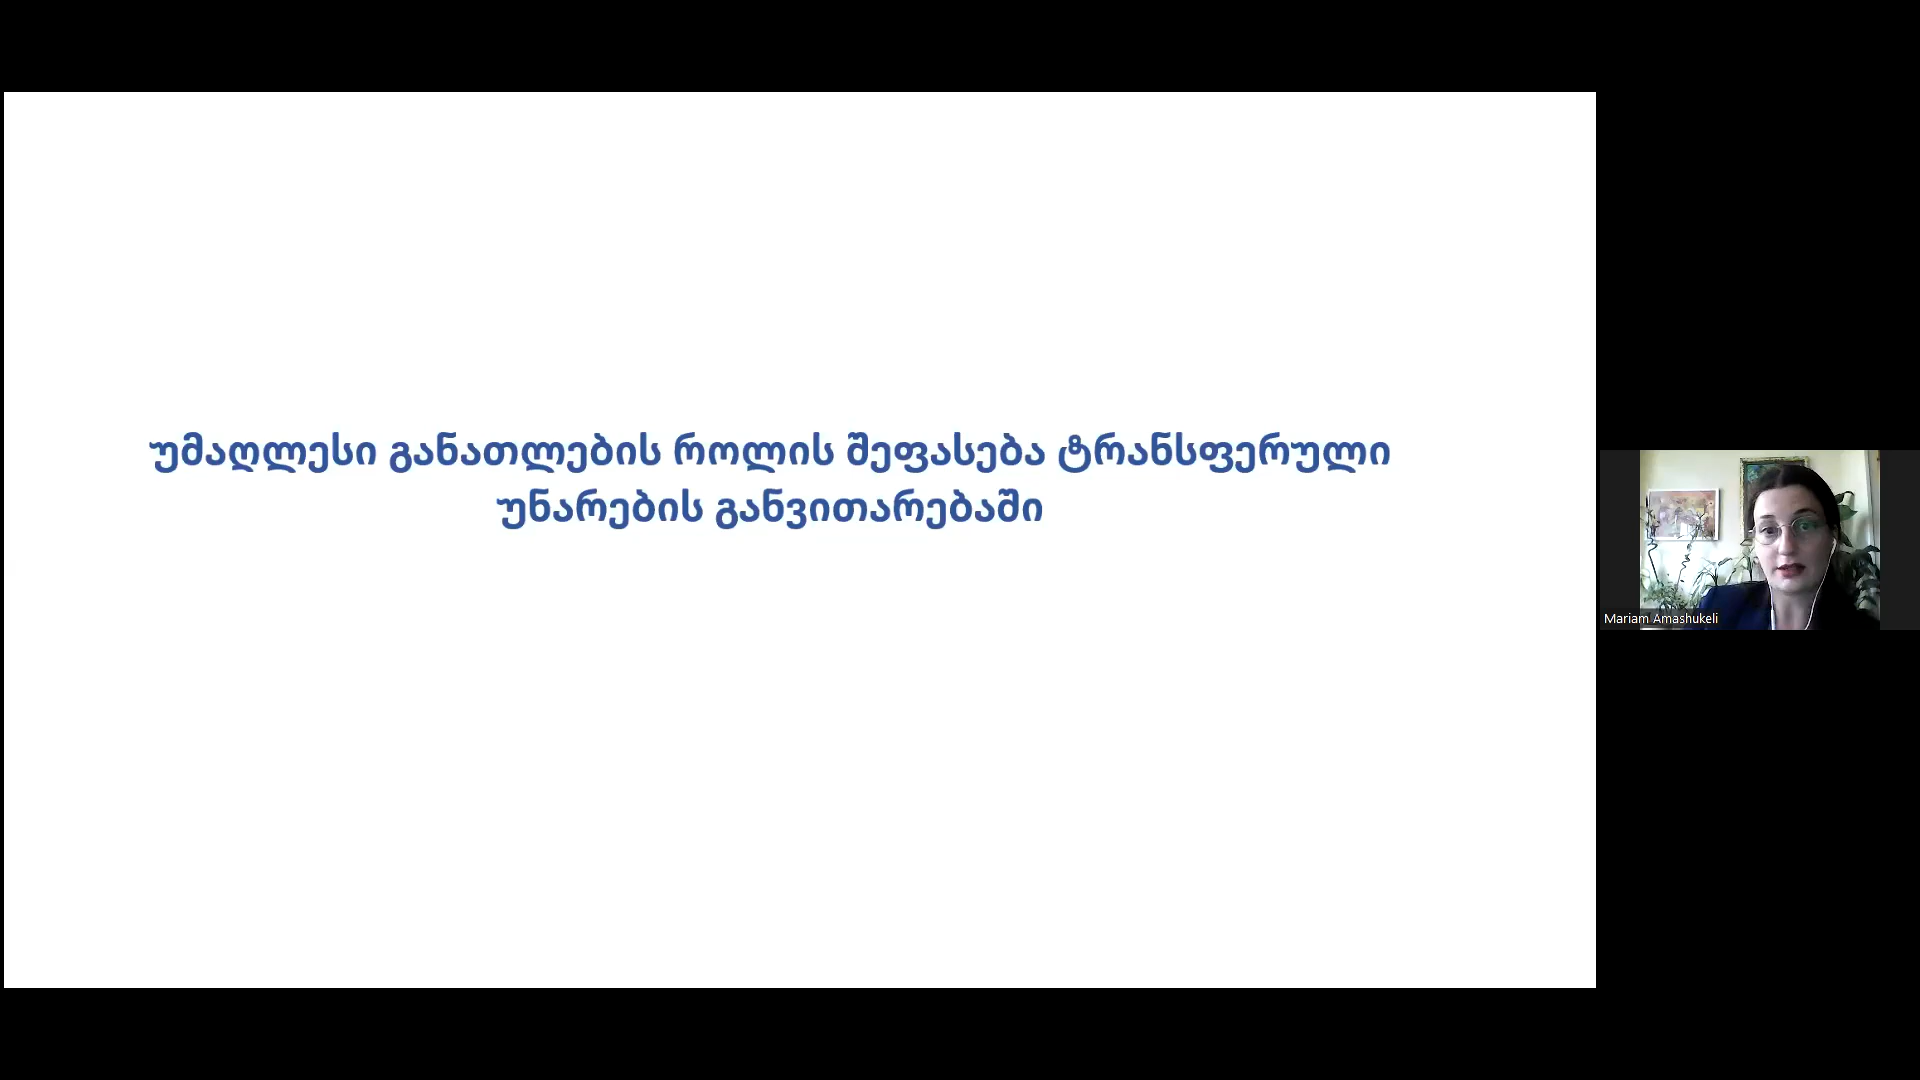 უმაღლესი განათლების როლის შეფასება ტრანსფერული
უნარების განვითარებაში
Mariam Amashukeli